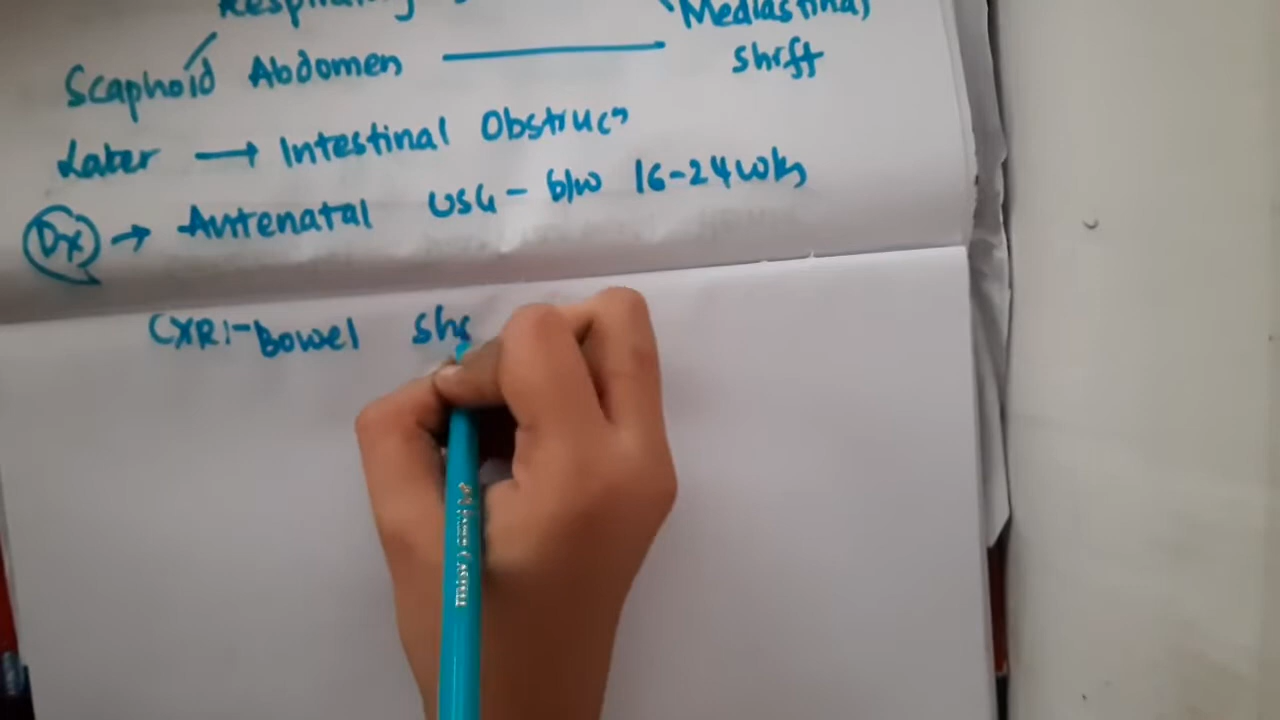 Mediastinal
Scaphoid Abdomen
shift
Later → Intestinal Obstrucn
Dx → Antenatal USG - b/w 16-24wks
CXR:- Bowel sh